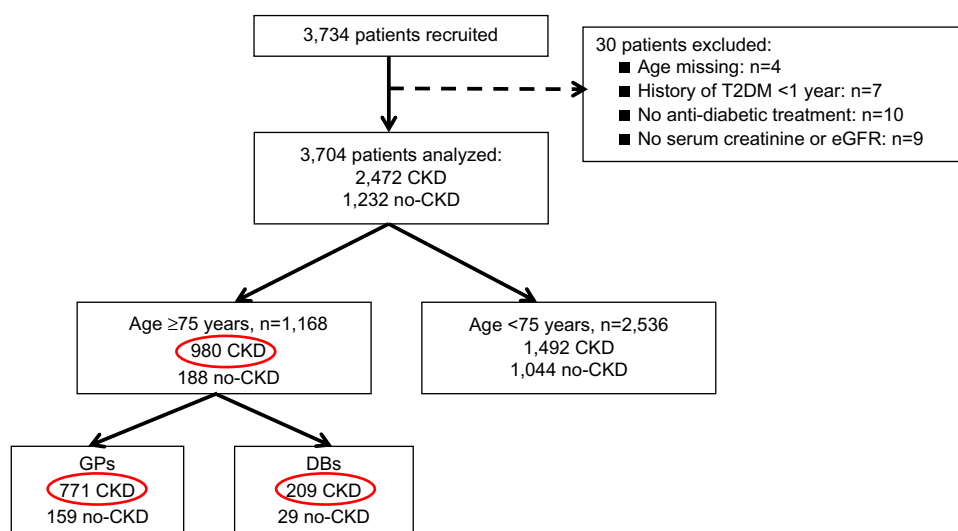 3,734 patients recruited
30 patients excluded:
■ Age missing: n=4
■ History of T2DM <1 year: n=7
■ No anti-diabetic treatment: n=10
■ No serum creatinine or eGFR: n=9
3,704 patients analyzed:
2,472 CKD
1,232 no-CKD
Age ≥75 years, n=1,168
980 CKD
188 no-CKD
Age <75 years, n=2,536
1,492 CKD
1,044 no-CKD
GPs
771 CKD
159 no-CKD
DBs
209 CKD
29 no-CKD